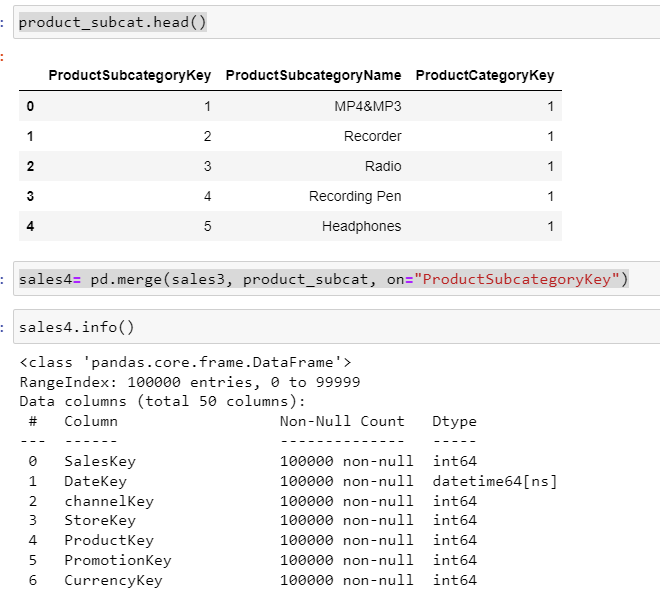 product_subcat.head()
ProductSubcategoryKey ProductSubcategoryName ProductCategoryKey
0 1 MP4&MP3 1
1 2 Recorder 1
2 3 Radio 1
3 4 Recording Pen 1
4 5 Headphones 1
sales4= pd.merge(sales3, product_subcat, on="ProductSubcategoryKey")
sales4.info()
<class 'pandas.core.frame.DataFrame'>
RangeIndex: 100000 entries, 0 to 99999
Data columns (total 50 columns):
# Column Non-Null Count Dtype
--- ------ -------------- -----
0 SalesKey 100000 non-null int64
1 DateKey 100000 non-null datetime64[ns]
2 channelKey 100000 non-null int64
3 StoreKey 100000 non-null int64
4 ProductKey 100000 non-null int64
5 PromotionKey 100000 non-null int64
6 CurrencyKey 100000 non-null int64